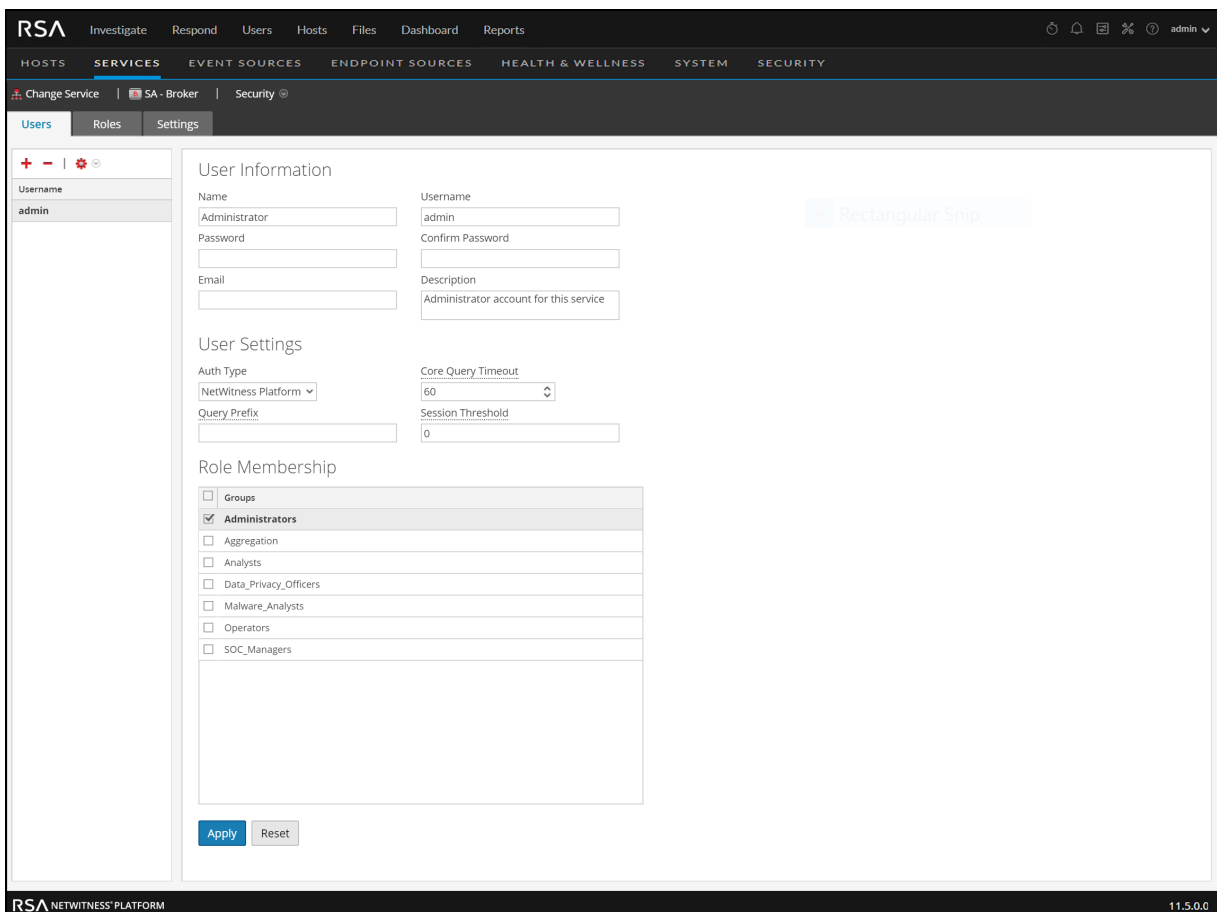 RSA Investigate Respond Users Hosts Files Dashboard Reports admin
HOSTS SERVICES EVENT SOURCES ENDPOINT SOURCES HEALTH & WELLNESS SYSTEM SECURITY
Change Service | SA - Broker | Security
Users Roles Settings
Username
admin
User Information
Name Username
Administrator admin
Password Confirm Password
Email Description
Administrator account for this service
User Settings
Auth Type Core Query Timeout
NetWitness Platform 60
Query Prefix Session Threshold
0
Role Membership
Groups
Administrators
Aggregation
Analysts
Data_Privacy_Officers
Malware_Analysts
Operators
SOC_Managers
Apply Reset
Rectangular Snip
RSA NETWITNESS® PLATFORM 11.5.0.0